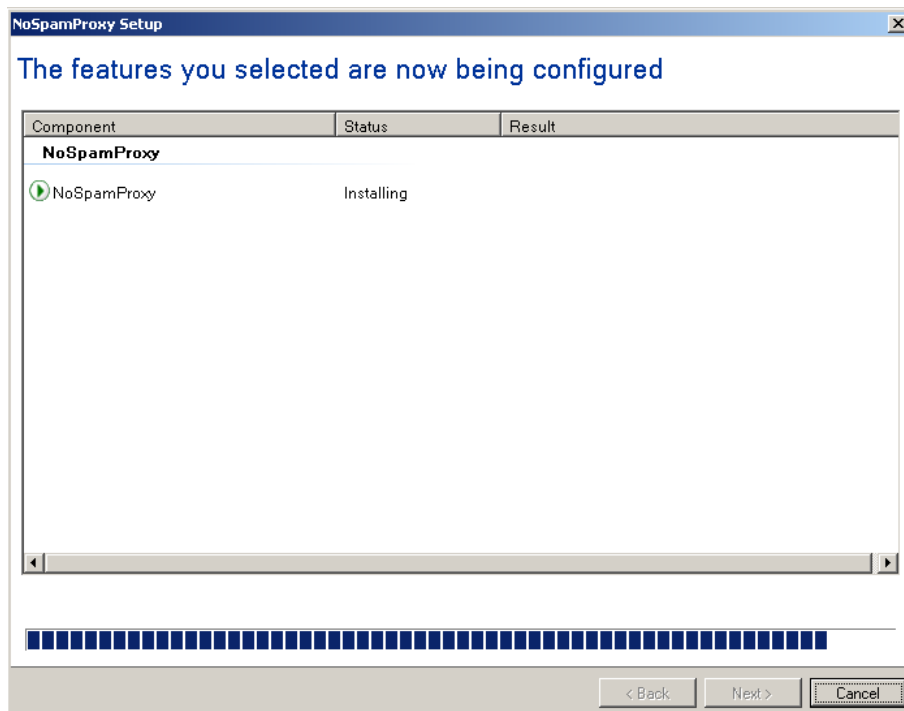 NoSpamProxy Setup
The features you selected are now being configured
Component Status Result
NoSpamProxy
NoSpamProxy Installing
< Back Next > Cancel